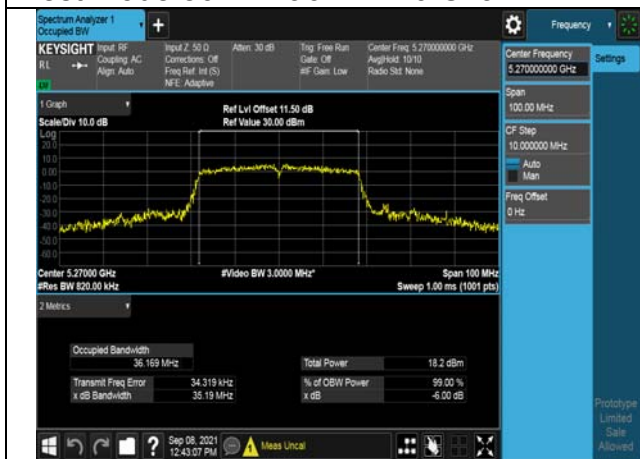 Spectrum Analyzer 1
Occupied BW
+
Frequency
KEYSIGHT
Input: RF
Input Z: 50 Ω
Atten: 30 dB
Trig: Free Run
Center Freq: 5.270000000 GHz
RL
Coupling: AC
Corrections: Off
Gate: Off
Avg|Hold: 10/10
Align: Auto
Freq Ref: Int (S)
#IF Gain: Low
Radio Std: None
NFE: Adaptive
Center Frequency
5.270000000 GHz
Settings
Span
100.00 MHz
CF Step
10.000000 MHz
Auto
Man
Freq Offset
0 Hz
1 Graph
Ref Lvl Offset 11.50 dB
Scale/Div 10.0 dB
Ref Value 30.00 dBm
Log
20.0
10.0
0.00
-10.0
-20.0
-30.0
-40.0
-50.0
-60.0
Center 5.27000 GHz
#Video BW 3.0000 MHz*
Span 100 MHz
#Res BW 820.00 kHz
Sweep 1.00 ms (1001 pts)
2 Metrics
Occupied Bandwidth
36.169 MHz
Total Power
18.2 dBm
Transmit Freq Error
34.319 kHz
% of OBW Power
99.00 %
x dB Bandwidth
35.19 MHz
x dB
-6.00 dB
Prototype
Limited
Sale
Allowed
?
Sep 08, 2021
12:43:07 PM
Meas Uncal